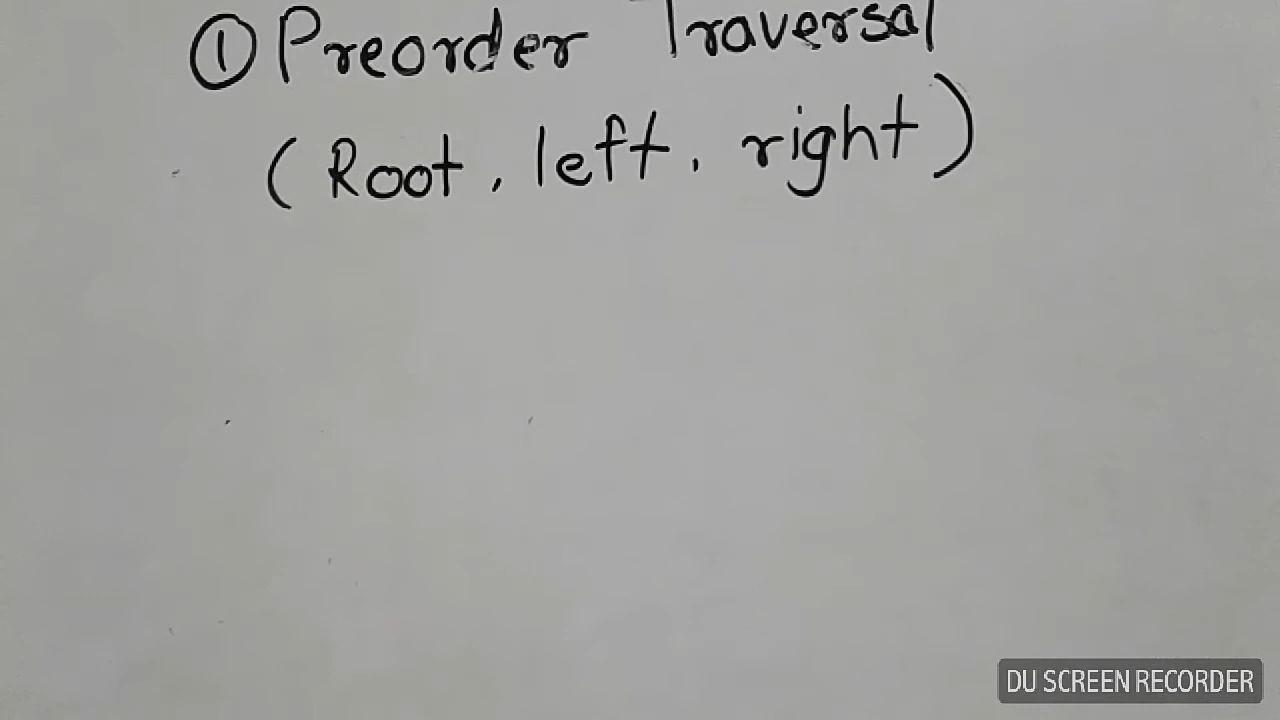 ① Preorder Traversal
(Root, left, right)
DU SCREEN RECORDER